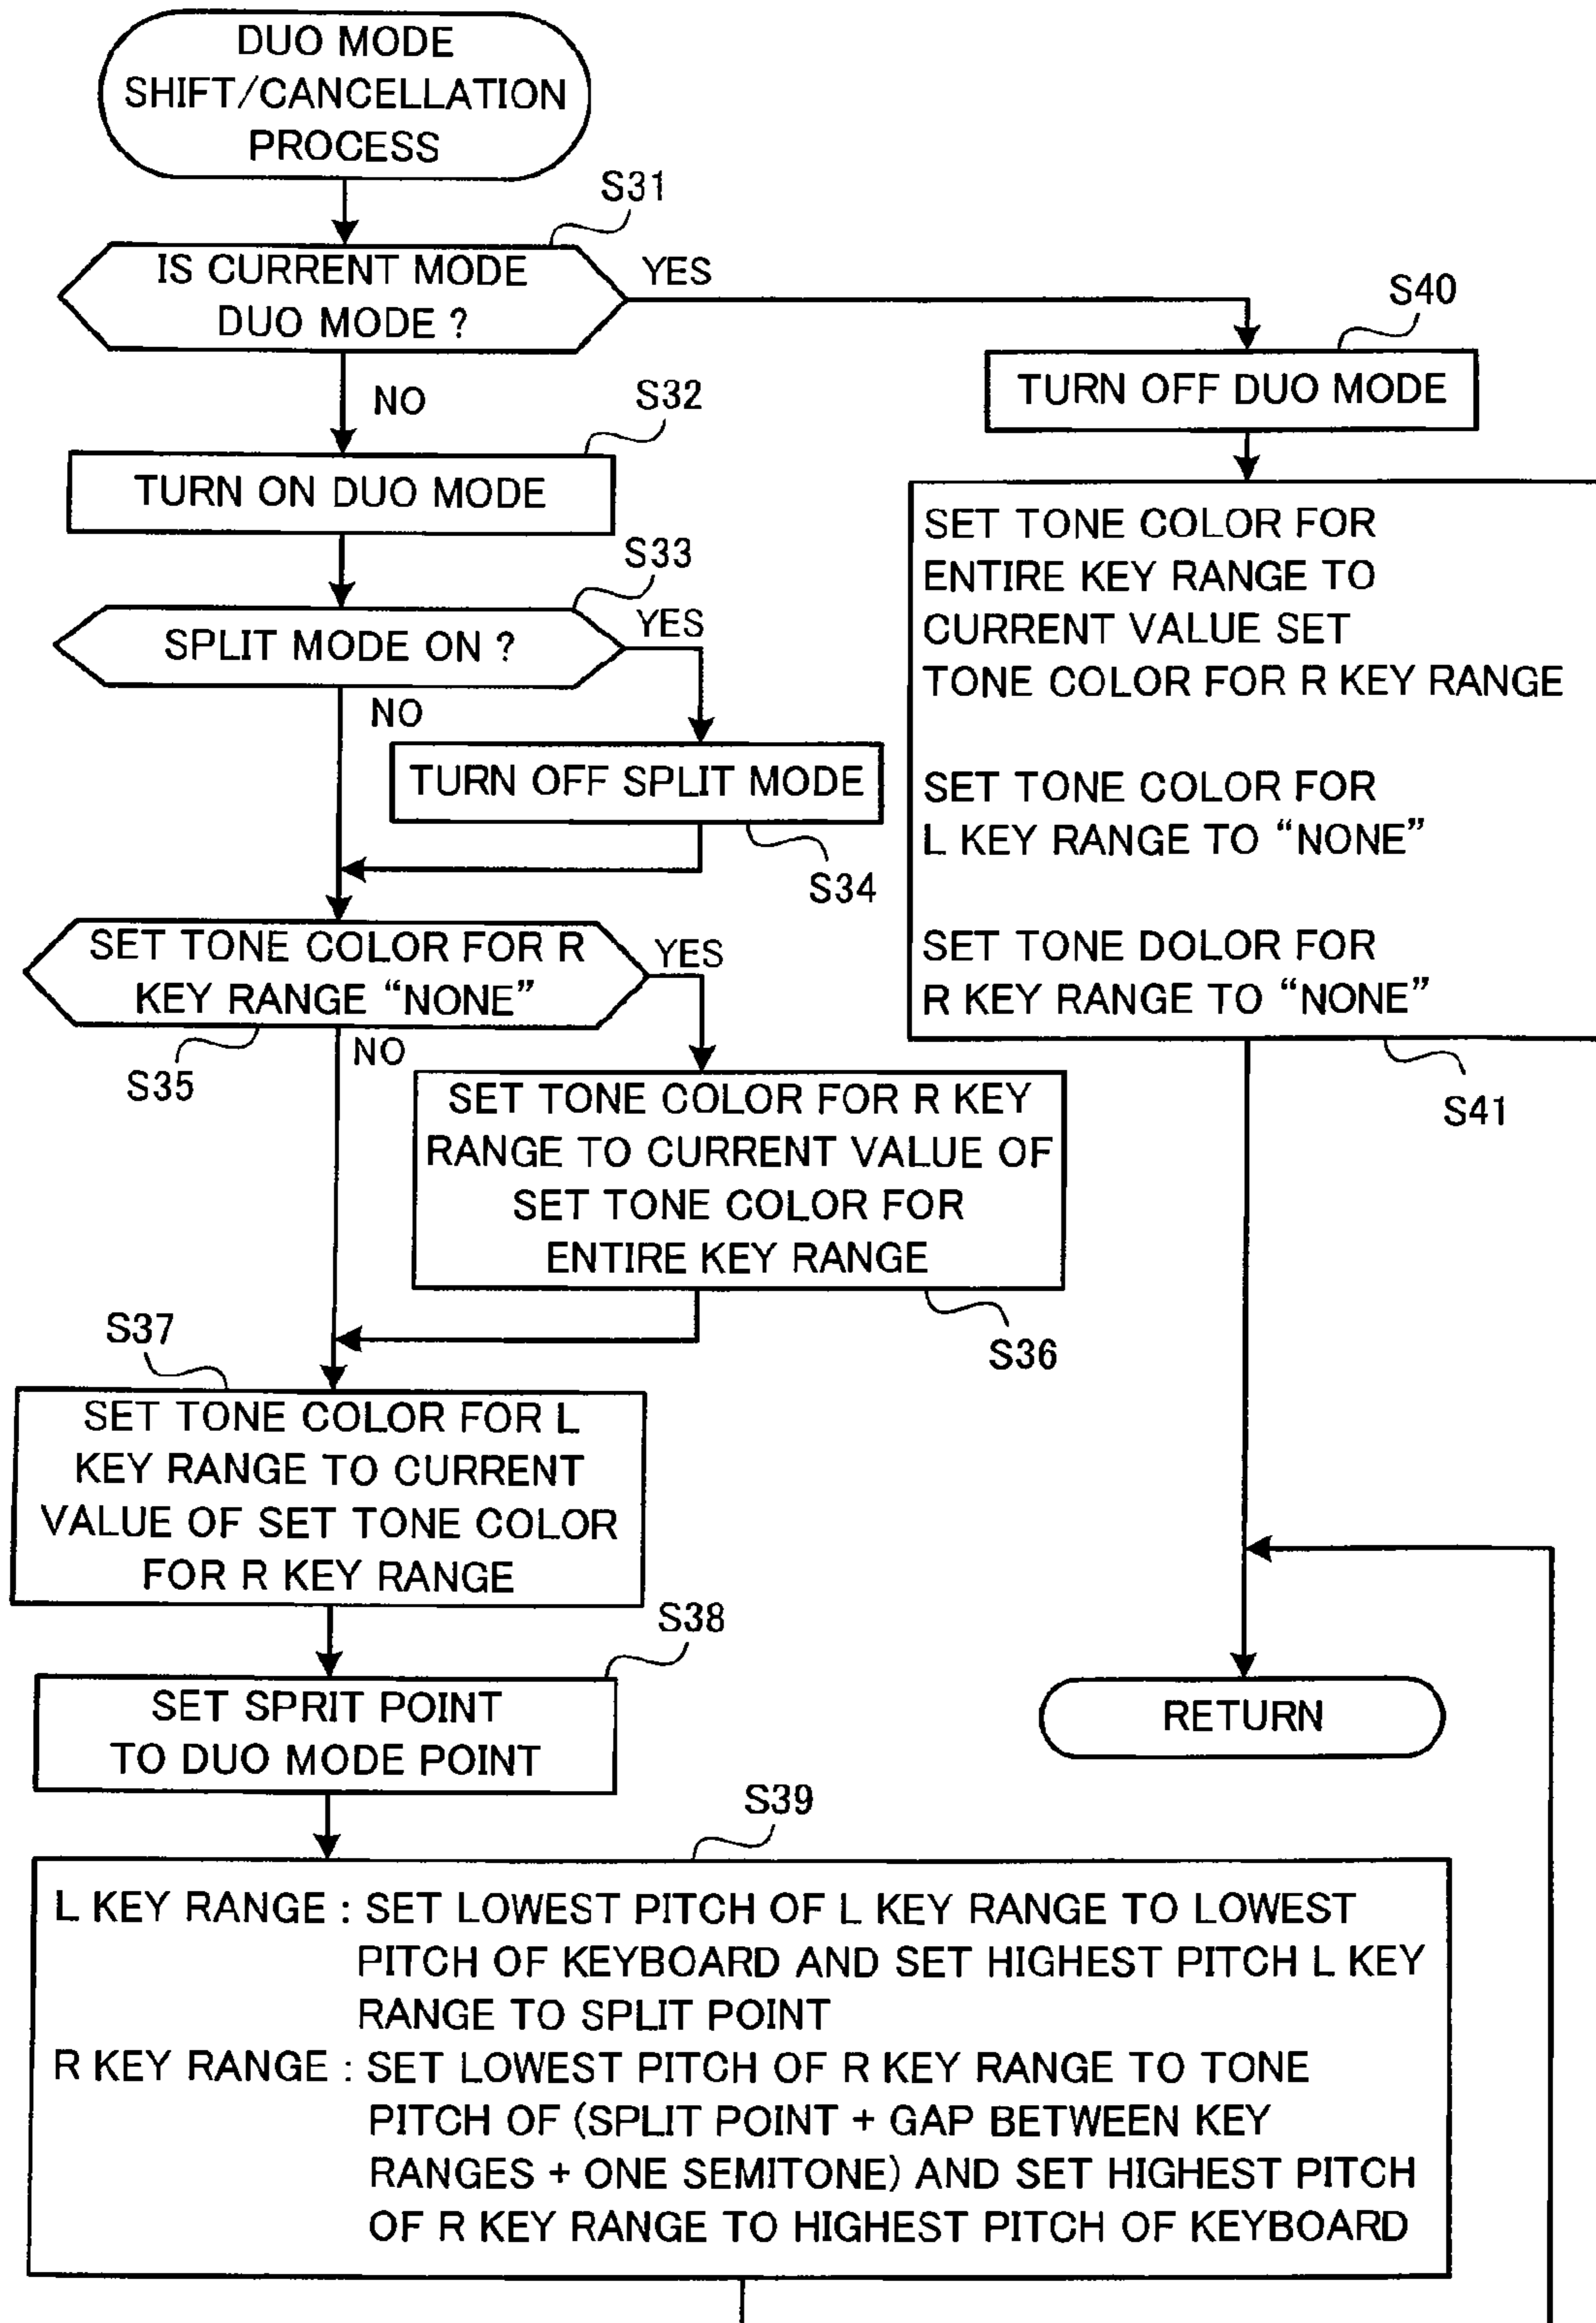 DUO MODE
SHIFT/CANCELLATION
PROCESS
S31
IS CURRENT MODE
DUO MODE ?
YES
NO
S40
TURN OFF DUO MODE
S32
TURN ON DUO MODE
S33
SPLIT MODE ON ?
YES
NO
TURN OFF SPLIT MODE
S34
SET TONE COLOR FOR
ENTIRE KEY RANGE TO
CURRENT VALUE SET
TONE COLOR FOR R KEY RANGE
SET TONE COLOR FOR
L KEY RANGE TO “NONE”
SET TONE DOLOR FOR
R KEY RANGE TO “NONE”
S41
SET TONE COLOR FOR R
KEY RANGE “NONE”
YES
NO
S35
SET TONE COLOR FOR R KEY
RANGE TO CURRENT VALUE OF
SET TONE COLOR FOR
ENTIRE KEY RANGE
S36
S37
SET TONE COLOR FOR L
KEY RANGE TO CURRENT
VALUE OF SET TONE COLOR
FOR R KEY RANGE
S38
SET SPRIT POINT
TO DUO MODE POINT
RETURN
S39
L KEY RANGE : SET LOWEST PITCH OF L KEY RANGE TO LOWEST
PITCH OF KEYBOARD AND SET HIGHEST PITCH L KEY
RANGE TO SPLIT POINT
R KEY RANGE : SET LOWEST PITCH OF R KEY RANGE TO TONE
PITCH OF (SPLIT POINT + GAP BETWEEN KEY
RANGES + ONE SEMITONE) AND SET HIGHEST PITCH
OF R KEY RANGE TO HIGHEST PITCH OF KEYBOARD